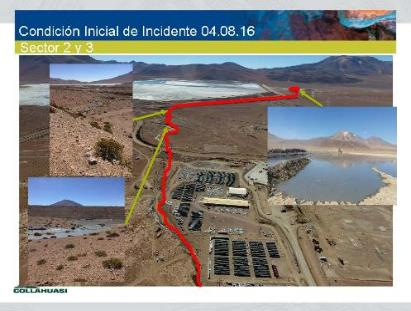 Condición Inicial de Incidente 04.08.16
Sector 2 y 3
COLLAHUASI